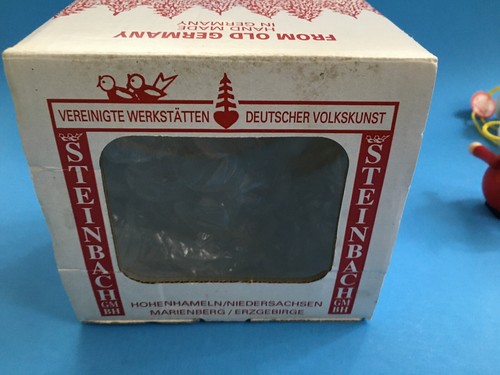 FROM OLD GERMANY
HAND MADE
IN GERMANY
VEREINIGTE WERKSTÄTTEN DEUTSCHER VOLKSKUNST
STEINBACH GMBH
STEINBACH GMBH
HOHENHAMELN/NIEDERSACHSEN
MARIENBERG / ERZGEBIRGE